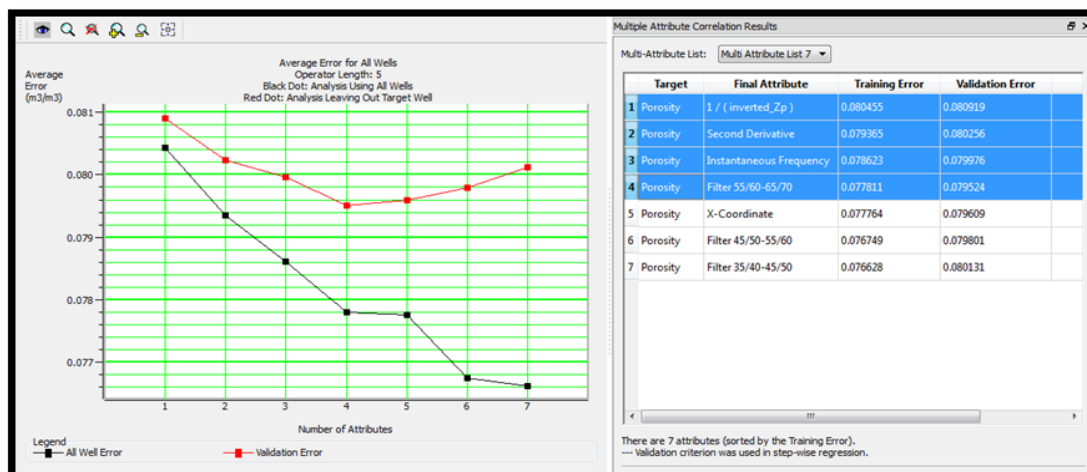 Average Error for All Wells
Operator Length: 5
Black Dot: Analysis Using All Wells
Red Dot: Analysis Leaving Out Target Well
Average
Error
(m3/m3)
0.081
0.080
0.079
0.078
0.077
1 2 3 4 5 6 7
Number of Attributes
Legend
All Well Error Validation Error
Multiple Attribute Correlation Results
Multi-Attribute List: Multi Attribute List 7
Target Final Attribute Training Error Validation Error
1 Porosity 1 / ( inverted_Zp ) 0.080455 0.080919
2 Porosity Second Derivative 0.079365 0.080256
3 Porosity Instantaneous Frequency 0.078623 0.079976
4 Porosity Filter 55/60-65/70 0.077811 0.079524
5 Porosity X-Coordinate 0.077764 0.079609
6 Porosity Filter 45/50-55/60 0.076749 0.079801
7 Porosity Filter 35/40-45/50 0.076628 0.080131
There are 7 attributes (sorted by the Training Error).
--- Validation criterion was used in step-wise regression.